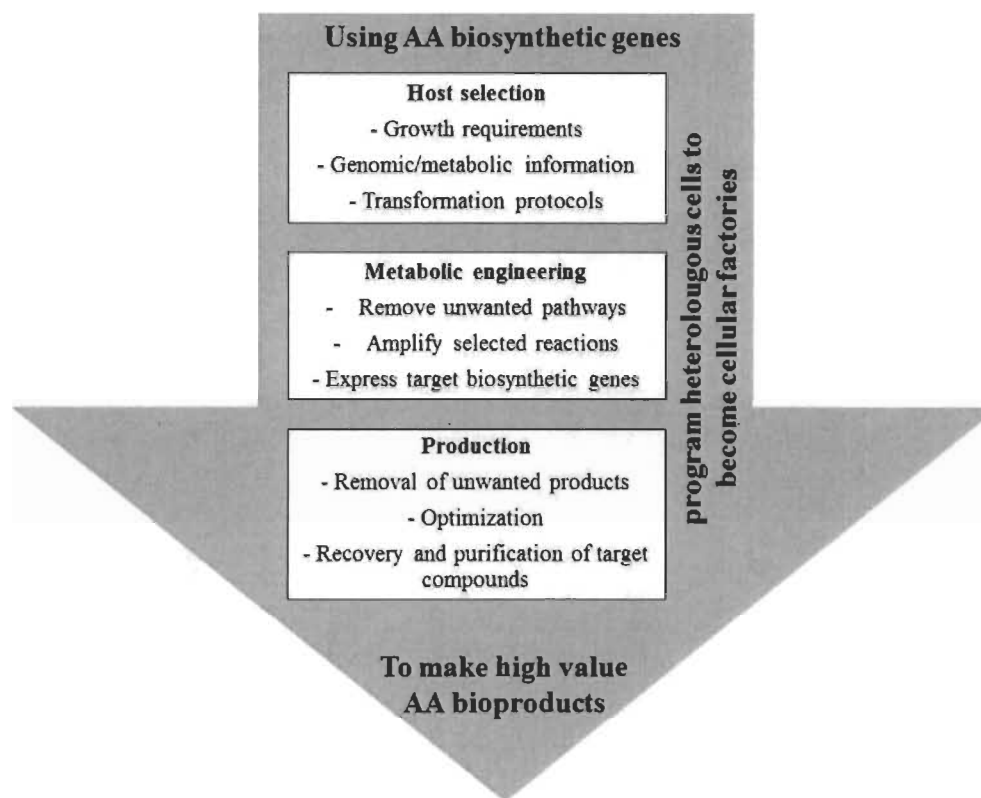 Using AA biosynthetic genes
Host selection
- Growth requirements
- Genomic/metabolic information
- Transformation protocols
Metabolic engineering
- Remove unwanted pathways
- Amplify selected reactions
- Express target biosynthetic genes
Production
- Removal of unwanted products
- Optimization
- Recovery and purification of target
compounds
program heterolougous cells to
become cellular factories
To make high value
AA bioproducts